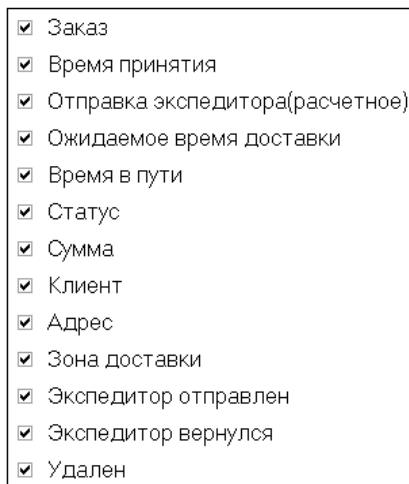 Заказ
Время принятия
Отправка экспедитора(расчетное)
Ожидаемое время доставки
Время в пути
Статус
Сумма
Клиент
Адрес
Зона доставки
Экспедитор отправлен
Экспедитор вернулся
Удален